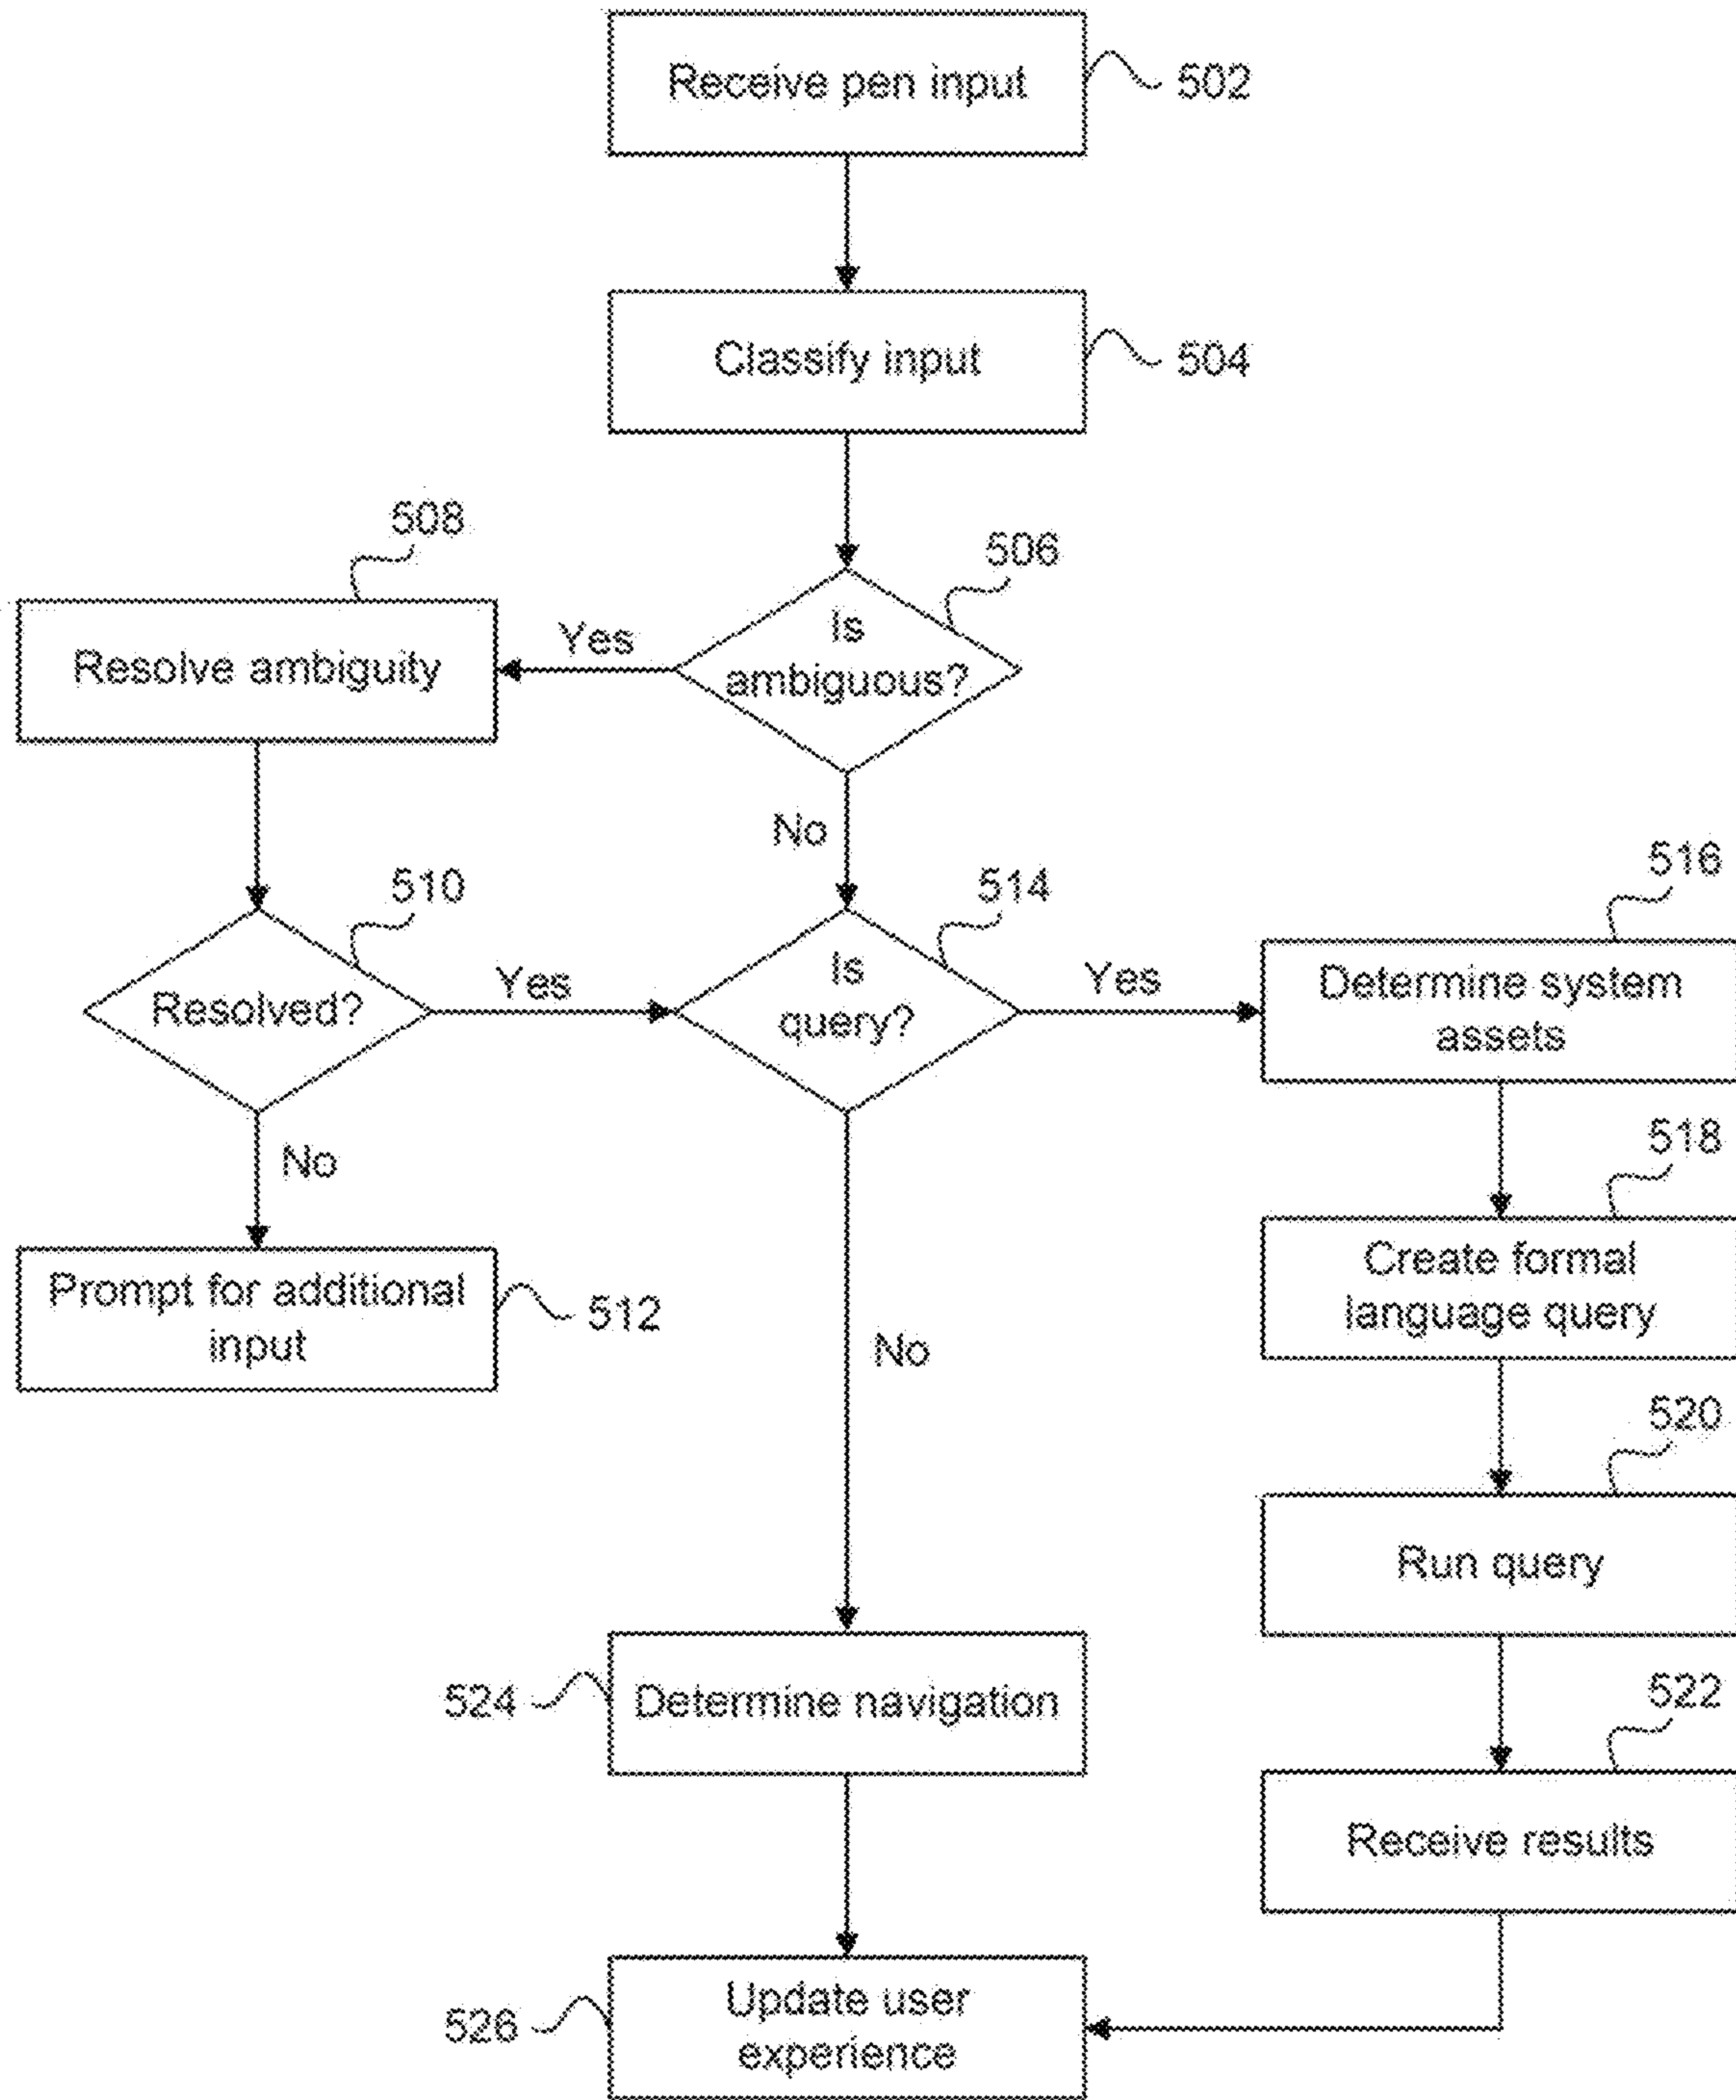 Receive pen input
502
Classify input
504
508
506
Resolve ambiguity
Yes
Is
ambiguous?
No
510
514
516
Resolved?
Yes
Is
query?
Yes
Determine system
assets
No
518
Prompt for additional
input
512
Create formal
language query
No
520
Run query
524
Determine navigation
522
Receive results
526
Update user
experience